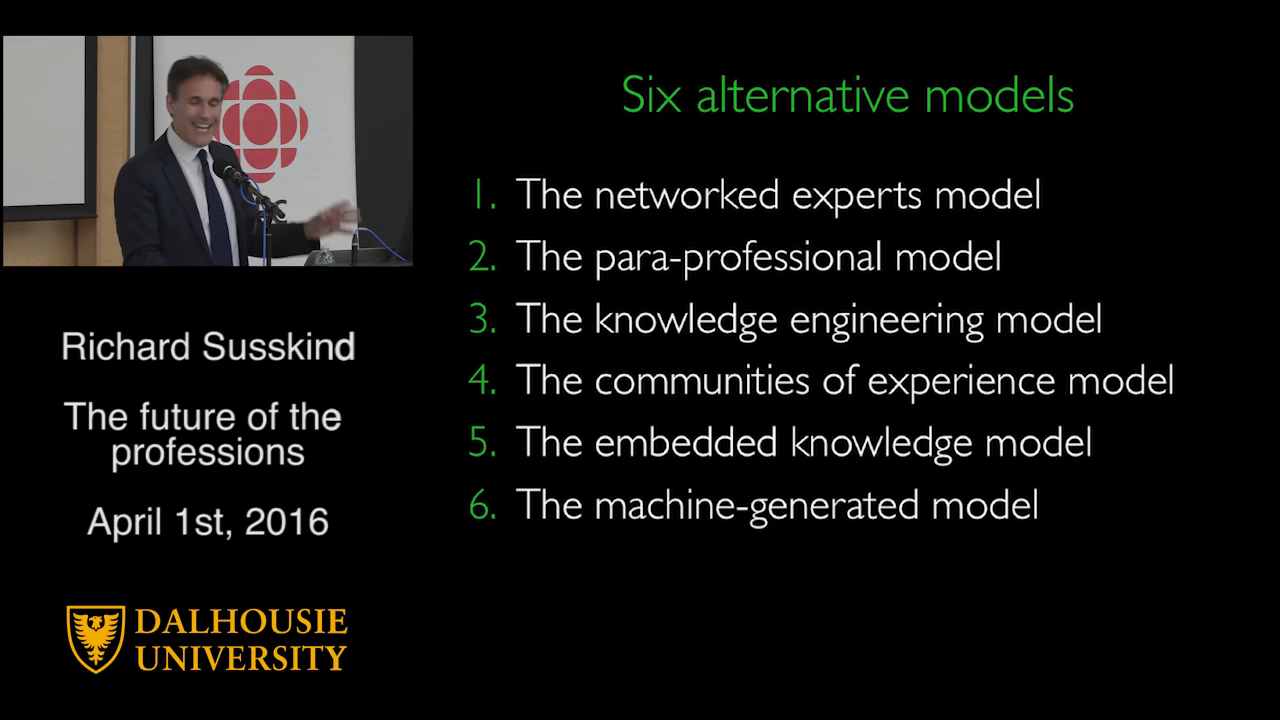 Six alternative models
1. The networked experts model
2. The para-professional model
3. The knowledge engineering model
4. The communities of experience model
5. The embedded knowledge model
6. The machine-generated model
Richard Susskind
The future of the
professions
April 1st, 2016
DALHOUSIE
UNIVERSITY